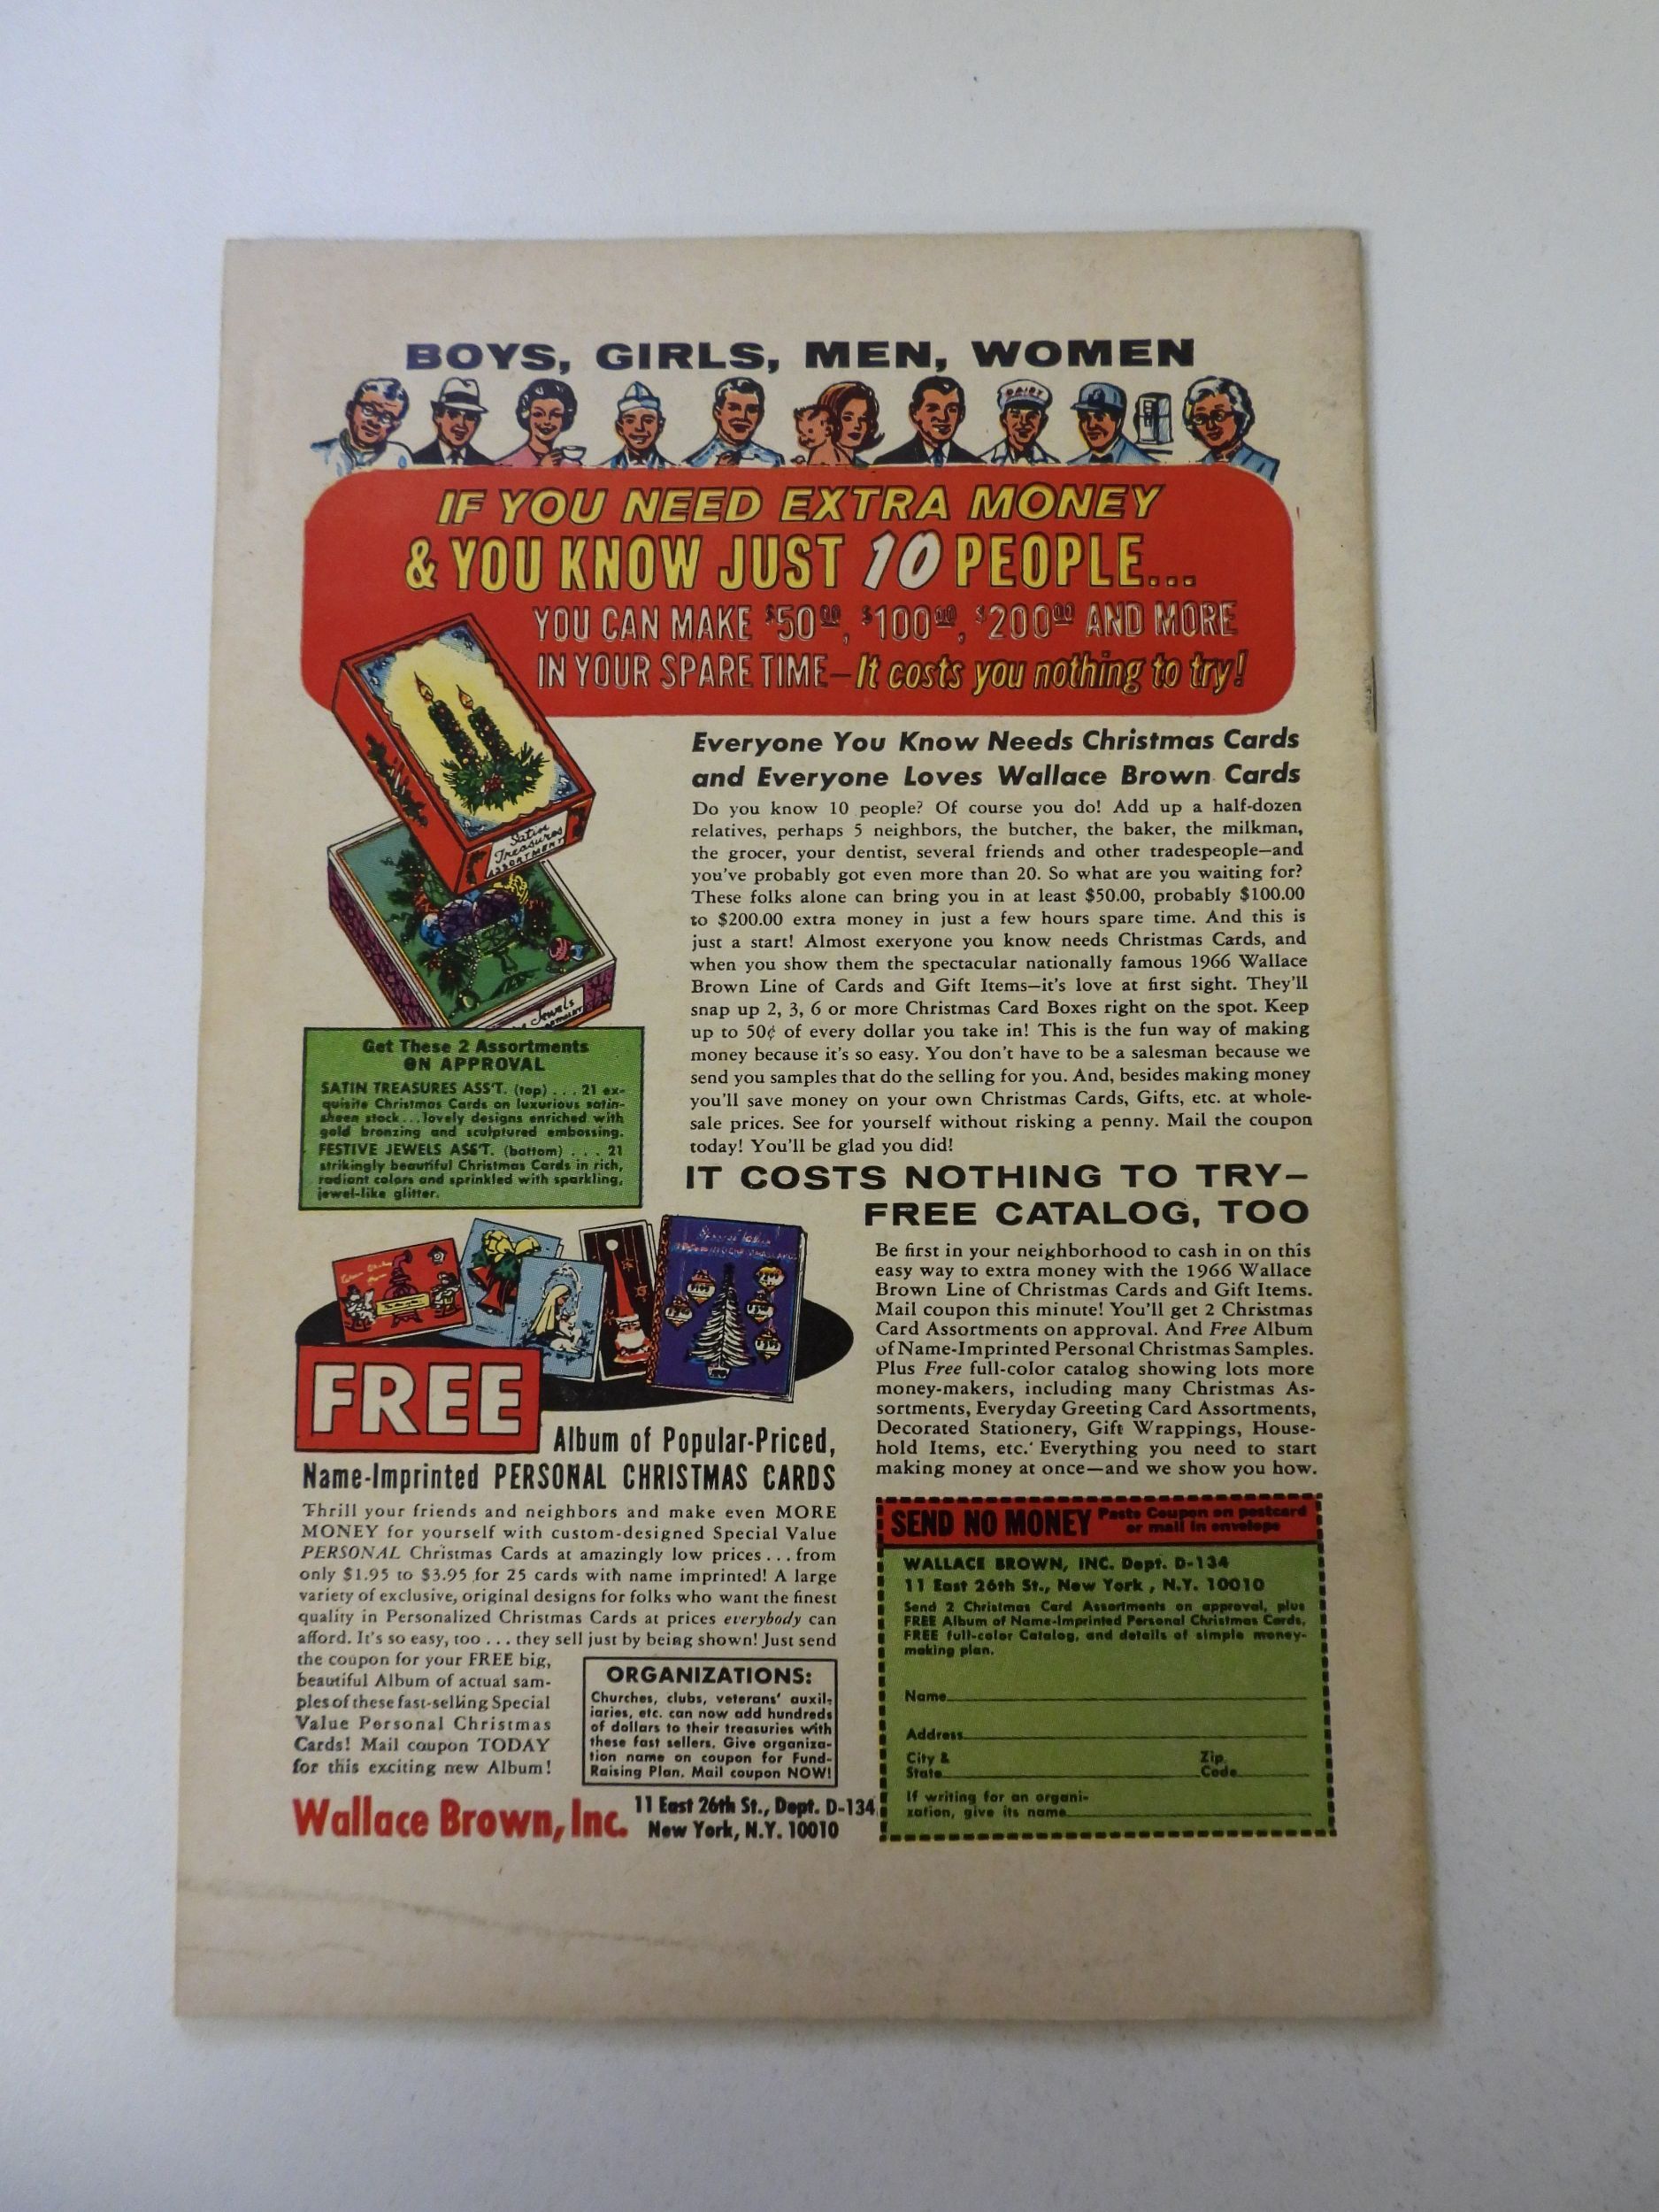 BOYS, GIRLS, MEN, WOMEN
DAIRY
IF YOU NEED EXTRA MONEY
& YOU KNOW JUST 10 PEOPLE...
YOU CAN MAKE $50.00, $100.00, $200.00 AND MORE
IN YOUR SPARE TIME—It costs you nothing to try!
Satin
Treasures
ASSORTMENT
Jewels
Get These 2 Assortments
ON APPROVAL
SATIN TREASURES ASS'T. (top) . . . 21 ex-
quisite Christmas Cards on luxurious satin-
sheen stock...lovely designs enriched with
gold bronzing and sculptured embossing.
FESTIVE JEWELS ASS'T. (bottom) . . . 21
strikingly beautiful Christmas Cards in rich,
radiant colors and sprinkled with sparkling,
jewel-like glitter.
Everyone You Know Needs Christmas Cards
and Everyone Loves Wallace Brown Cards
Do you know 10 people? Of course you do! Add up a half-dozen
relatives, perhaps 5 neighbors, the butcher, the baker, the milkman,
the grocer, your dentist, several friends and other tradespeople—and
you've probably got even more than 20. So what are you waiting for?
These folks alone can bring you in at least $50.00, probably $100.00
to $200.00 extra money in just a few hours spare time. And this is
just a start! Almost exeryone you know needs Christmas Cards, and
when you show them the spectacular nationally famous 1966 Wallace
Brown Line of Cards and Gift Items—it's love at first sight. They'll
snap up 2, 3, 6 or more Christmas Card Boxes right on the spot. Keep
up to 50¢ of every dollar you take in! This is the fun way of making
money because it's so easy. You don't have to be a salesman because we
send you samples that do the selling for you. And, besides making money
you'll save money on your own Christmas Cards, Gifts, etc. at whole-
sale prices. See for yourself without risking a penny. Mail the coupon
today! You'll be glad you did!
IT COSTS NOTHING TO TRY—
FREE CATALOG, TOO
Be first in your neighborhood to cash in on this
easy way to extra money with the 1966 Wallace
Brown Line of Christmas Cards and Gift Items.
Mail coupon this minute! You'll get 2 Christmas
Card Assortments on approval. And Free Album
of Name-Imprinted Personal Christmas Samples.
Plus Free full-color catalog showing lots more
money-makers, including many Christmas As-
sortments, Everyday Greeting Card Assortments,
Decorated Stationery, Gift Wrappings, House-
hold Items, etc. Everything you need to start
making money at once—and we show you how.
FREE
Album of Popular-Priced,
Name-Imprinted PERSONAL CHRISTMAS CARDS
Thrill your friends and neighbors and make even MORE
MONEY for yourself with custom-designed Special Value
PERSONAL Christmas Cards at amazingly low prices . . . from
only $1.95 to $3.95 for 25 cards with name imprinted! A large
variety of exclusive, original designs for folks who want the finest
quality in Personalized Christmas Cards at prices everybody can
afford. It's so easy, too . . . they sell just by being shown! Just send
the coupon for your FREE big,
beautiful Album of actual sam-
ples of these fast-selling Special
Value Personal Christmas
Cards! Mail coupon TODAY
for this exciting new Album!
ORGANIZATIONS:
Churches, clubs, veterans' auxil-
iaries, etc. can now add hundreds
of dollars to their treasuries with
these fast sellers. Give organiza-
tion name on coupon for Fund-
Raising Plan. Mail coupon NOW!
Wallace Brown, Inc.
11 East 26th St., Dept. D-134
New York, N.Y. 10010
SEND NO MONEY
Paste Coupon on postcard
or mail in envelope
WALLACE BROWN, INC. Dept. D-134
11 East 26th St., New York , N.Y. 10010
Send 2 Christmas Card Assortments on approval, plus
FREE Album of Name-Imprinted Personal Christmas Cards,
FREE full-color Catalog, and details of simple money-
making plan.
Name
Address
City & State
Zip Code
If writing for an organi-
zation, give its name